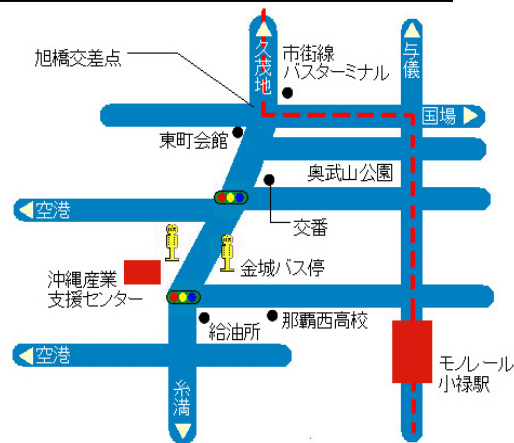 旭橋交差点
久茂地
市街線
バスターミナル
与儀
国場
東町会館
奥武山公園
空港
交番
金城バス停
沖縄産業
支援センター
給油所
那覇西高校
空港
モノレール
小禄駅
糸満